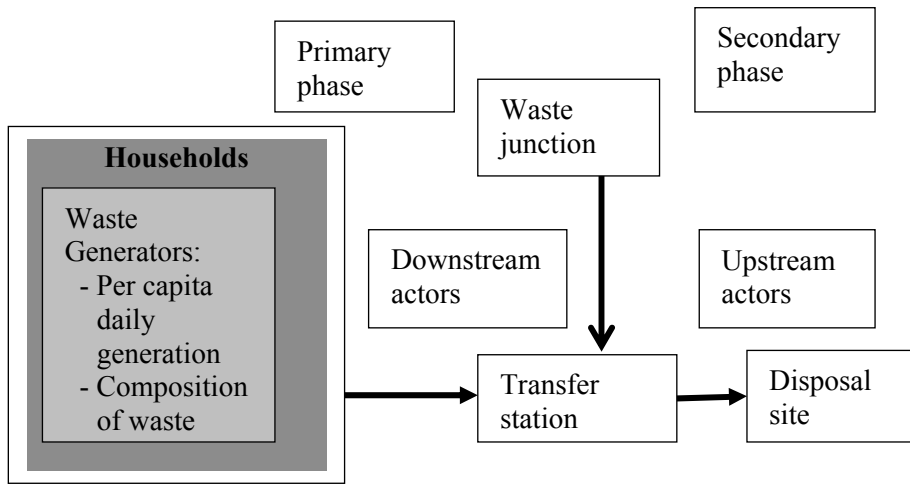 Primary
phase
Secondary
phase
Waste
junction
Households
Waste
Generators:
- Per capita
daily
generation
- Composition
of waste
Downstream
actors
Upstream
actors
Transfer
station
Disposal
site